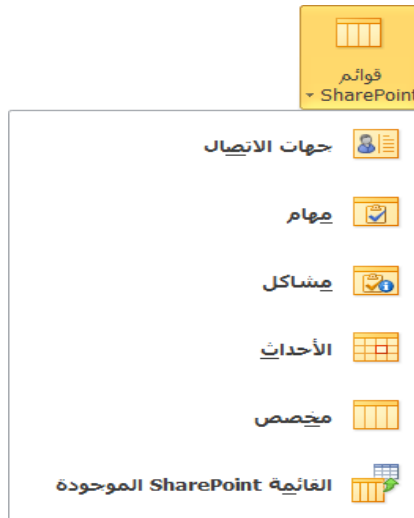 قوائم
SharePoint
جهات الاتصال
مهام
مشاكل
الأحداث
مخصص
القائمة SharePoint الموجودة